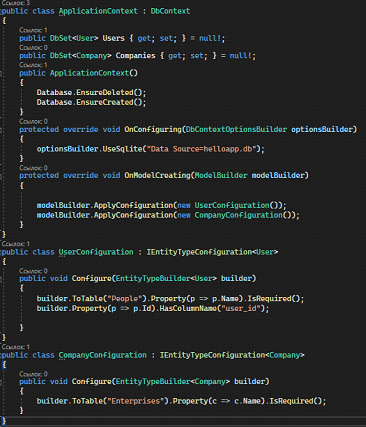 Ссылок: 3
public class ApplicationContext : DbContext
{
Ссылок: 1
public DbSet<User> Users { get; set; } = null!;
Ссылок: 0
public DbSet<Company> Companies { get; set; } = null!;
Ссылок: 1
public ApplicationContext()
{
Database.EnsureDeleted();
Database.EnsureCreated();
}
Ссылок: 0
protected override void OnConfiguring(DbContextOptionsBuilder optionsBuilder)
{
optionsBuilder.UseSqlite("Data Source=helloapp.db");
}
Ссылок: 0
protected override void OnModelCreating(ModelBuilder modelBuilder)
{
modelBuilder.ApplyConfiguration(new UserConfiguration());
modelBuilder.ApplyConfiguration(new CompanyConfiguration());
}
}
Ссылок: 1
public class UserConfiguration : IEntityTypeConfiguration<User>
{
Ссылок: 0
public void Configure(EntityTypeBuilder<User> builder)
{
builder.ToTable("People").Property(p => p.Name).IsRequired();
builder.Property(p => p.Id).HasColumnName("user_id");
}
}
Ссылок: 1
public class CompanyConfiguration : IEntityTypeConfiguration<Company>
{
Ссылок: 0
public void Configure(EntityTypeBuilder<Company> builder)
{
builder.ToTable("Enterprises").Property(c => c.Name).IsRequired();
}
}